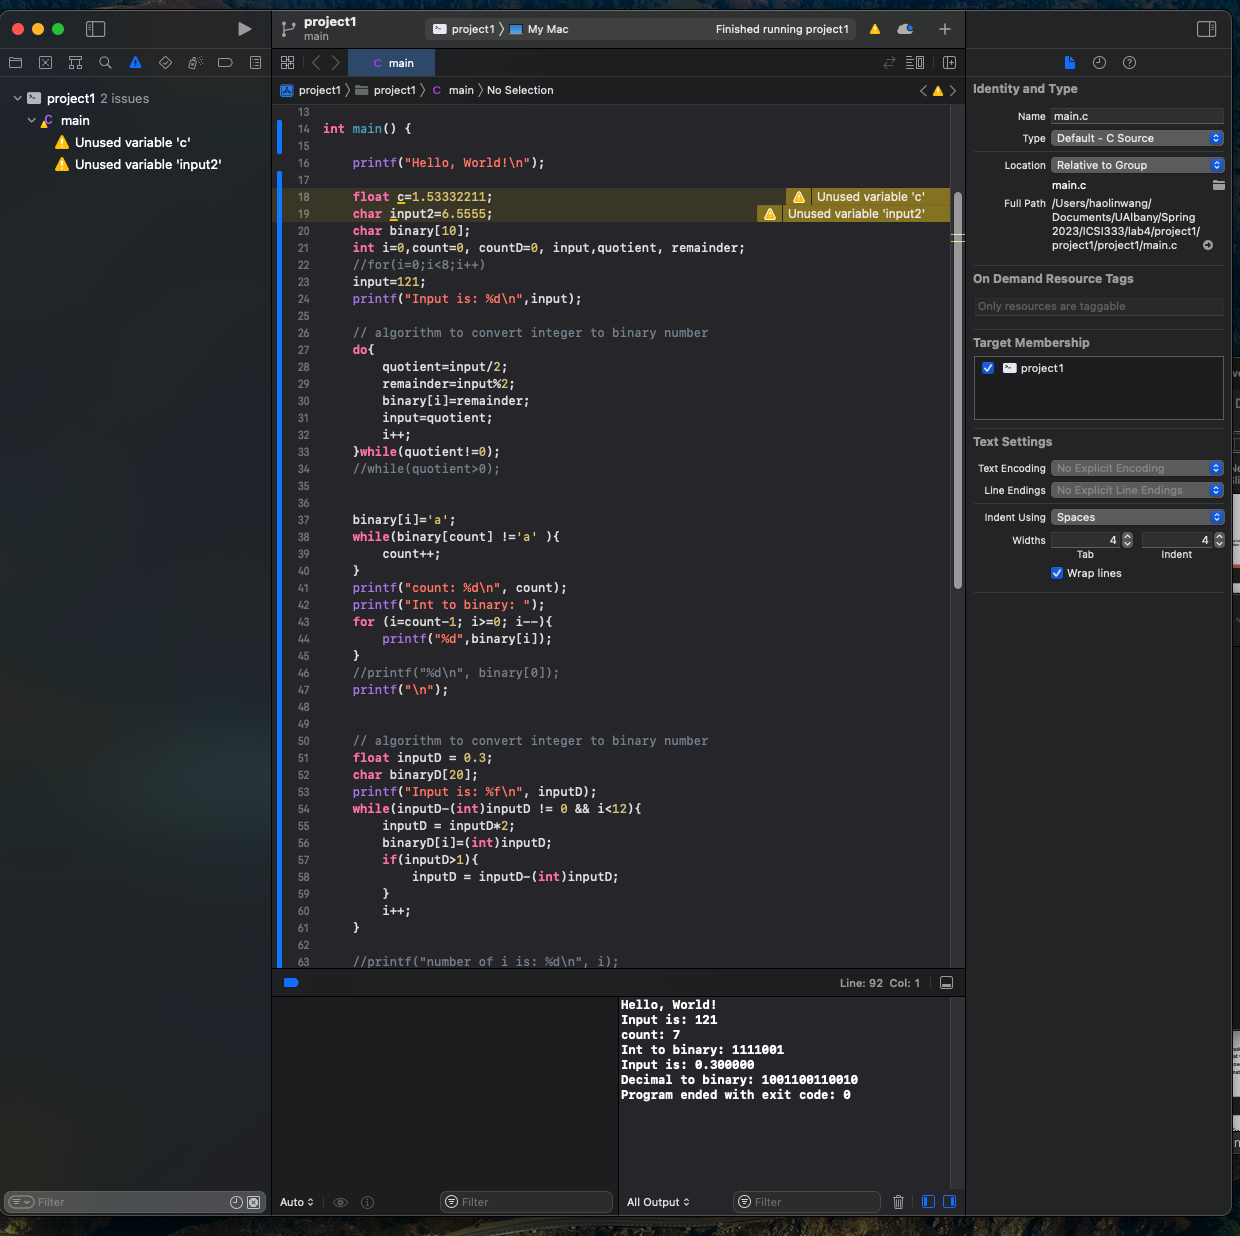 project1
main
project1 〉 My Mac
Finished running project1
main
project1 2 issues
main
Unused variable 'c'
Unused variable 'input2'
project1 〉 project1 〉 C main 〉 No Selection
13
14 int main() {
15
16 printf("Hello, World!\n");
17
18 float c=1.53332211; Unused variable 'c'
19 char input2=6.5555; Unused variable 'input2'
20 char binary[10];
21 int i=0,count=0, countD=0, input,quotient, remainder;
22 //for(i=0;i<8;i++)
23 input=121;
24 printf("Input is: %d\n",input);
25
26 // algorithm to convert integer to binary number
27 do{
28 quotient=input/2;
29 remainder=input%2;
30 binary[i]=remainder;
31 input=quotient;
32 i++;
33 }while(quotient!=0);
34 //while(quotient>0);
35
36
37 binary[i]='a';
38 while(binary[count] !='a' ){
39 count++;
40 }
41 printf("count: %d\n", count);
42 printf("Int to binary: ");
43 for (i=count-1; i>=0; i--){
44 printf("%d",binary[i]);
45 }
46 //printf("%d\n", binary[0]);
47 printf("\n");
48
49
50 // algorithm to convert integer to binary number
51 float inputD = 0.3;
52 char binaryD[20];
53 printf("Input is: %f\n", inputD);
54 while(inputD-(int)inputD != 0 && i<12){
55 inputD = inputD*2;
56 binaryD[i]=(int)inputD;
57 if(inputD>1){
58 inputD = inputD-(int)inputD;
59 }
60 i++;
61 }
62
63 //printf("number of i is: %d\n", i);
Line: 92 Col: 1
Hello, World!
Input is: 121
count: 7
Int to binary: 1111001
Input is: 0.300000
Decimal to binary: 1001100110010
Program ended with exit code: 0
Filter
Auto
Filter
All Output
Filter
Identity and Type
Name main.c
Type Default - C Source
Location Relative to Group
main.c
Full Path /Users/haolinwang/
Documents/UAlbany/Spring
2023/ICSI333/lab4/project1/
project1/project1/main.c
On Demand Resource Tags
Only resources are taggable
Target Membership
project1
Text Settings
Text Encoding No Explicit Encoding
Line Endings No Explicit Line Endings
Indent Using Spaces
Widths 4 4
Tab Indent
Wrap lines